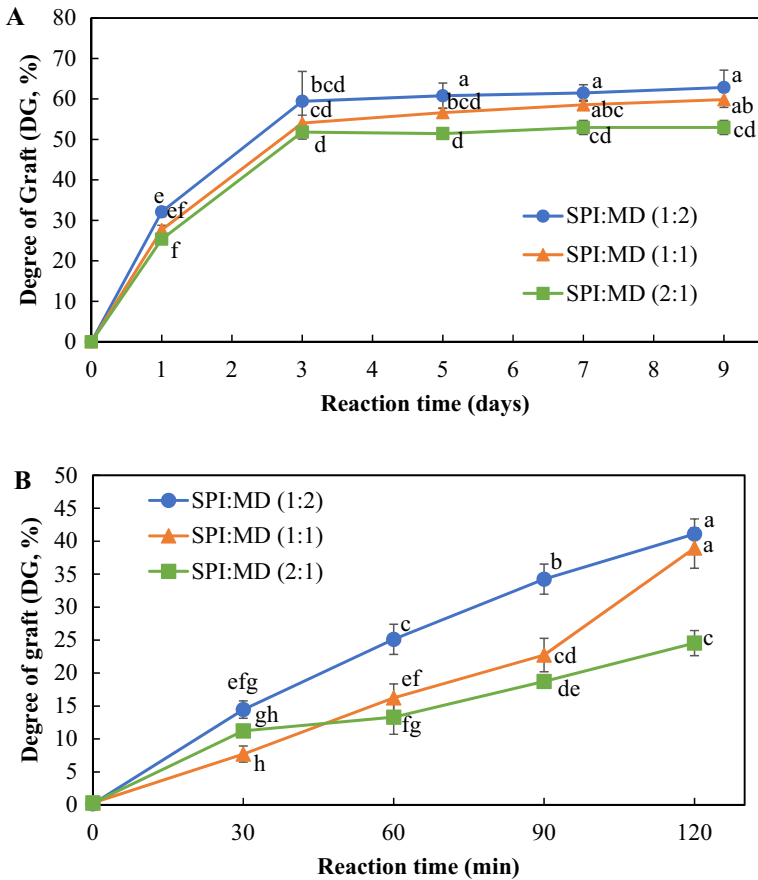 A
80
70
60
50
40
30
20
10
0
Degree of Graft (DG, %)
bcd
a
a
a
cd
bcd
abc
ab
d
d
cd
cd
e
ef
f
SPI:MD (1:2)
SPI:MD (1:1)
SPI:MD (2:1)
0 1 2 3 4 5 6 7 8 9
Reaction time (days)
B
50
45
40
35
30
25
20
15
10
5
0
Degree of graft (DG, %)
SPI:MD (1:2)
SPI:MD (1:1)
SPI:MD (2:1)
a
a
b
c
c
cd
efg
ef
de
gh
fg
h
0 30 60 90 120
Reaction time (min)